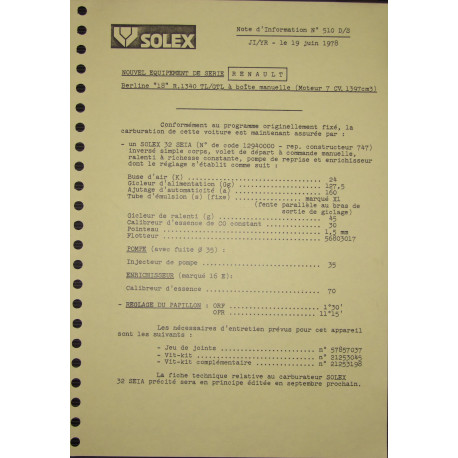 SOLEX
Note d'Information N° 510 D/S
JI/YR - le 19 juin 1978
NOUVEL EQUIPEMENT DE SERIE RENAULT
Berline "18" R.1340 TL/GTL à boîte manuelle (Moteur 7 CV. 1397cm3)
Conformément au programme originellement fixé, la
carburation de cette voiture est maintenant assurée par :
- un SOLEX 32 SEIA (N° de code 12940000 - rep. constructeur 747)
inversé simple corps, volet de départ à commande manuelle,
ralenti à richesse constante, pompe de reprise et enrichisseur
dont le réglage s'établit comme suit :
Buse d'air (K) 24
Gicleur d'alimentation (Gg) 127,5
Ajutage d'automaticité (a) 160
Tube d'émulsion (s) (fixe) marqué X1
(fente parallèle au bras de
sortie de giclage)
Gicleur de ralenti (g) 45
Calibreur d'essence de CO constant 30
Pointeau 1,5 mm
Flotteur 56803017
POMPE (avec fuite Ø 35) :
Injecteur de pompe 35
ENRICHISSEUR (marqué 16 E):
Calibreur d'essence 70
- REGLAGE DU PAPILLON : ORF 1°30'
OPR 11°15'
Les nécessaires d'entretien prévus pour cet appareil
sont les suivants :
- Jeu de joints n° 57857037
- Vit-kit n° 21253045
- Vit-kit complémentaire n° 21253198
La fiche technique relative au carburateur SOLEX
32 SEIA précité sera en principe éditée en septembre prochain.